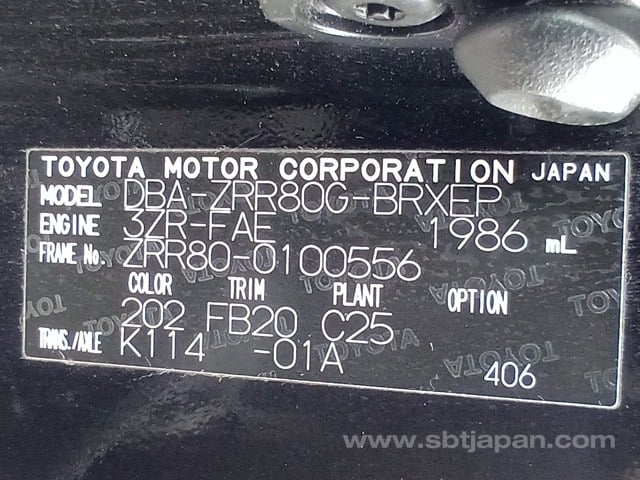 TOYOTA MOTOR CORPORATION JAPAN
MODEL DBA-ZRR80G-BRXEP
ENGINE 3ZR-FAE 1986 mL
FRAME No. ZRR80-0100556
COLOR TRIM PLANT OPTION
202 FB20 C25
TRANS./AXLE K114 -01A
406
www.sbtjapan.com